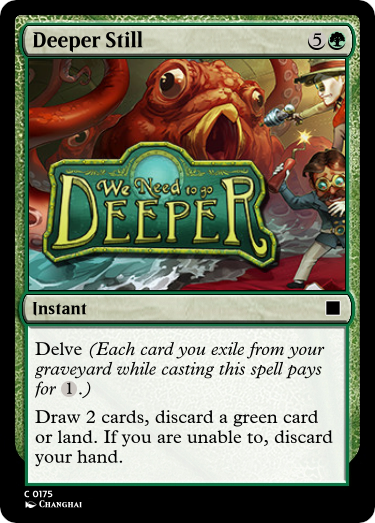 Deeper Still 5
We Need to go
DEEPER
Instant
Delve (Each card you exile from your
graveyard while casting this spell pays
for 1.)
Draw 2 cards, discard a green card
or land. If you are unable to, discard
your hand.
C 0175
CHANGHAI